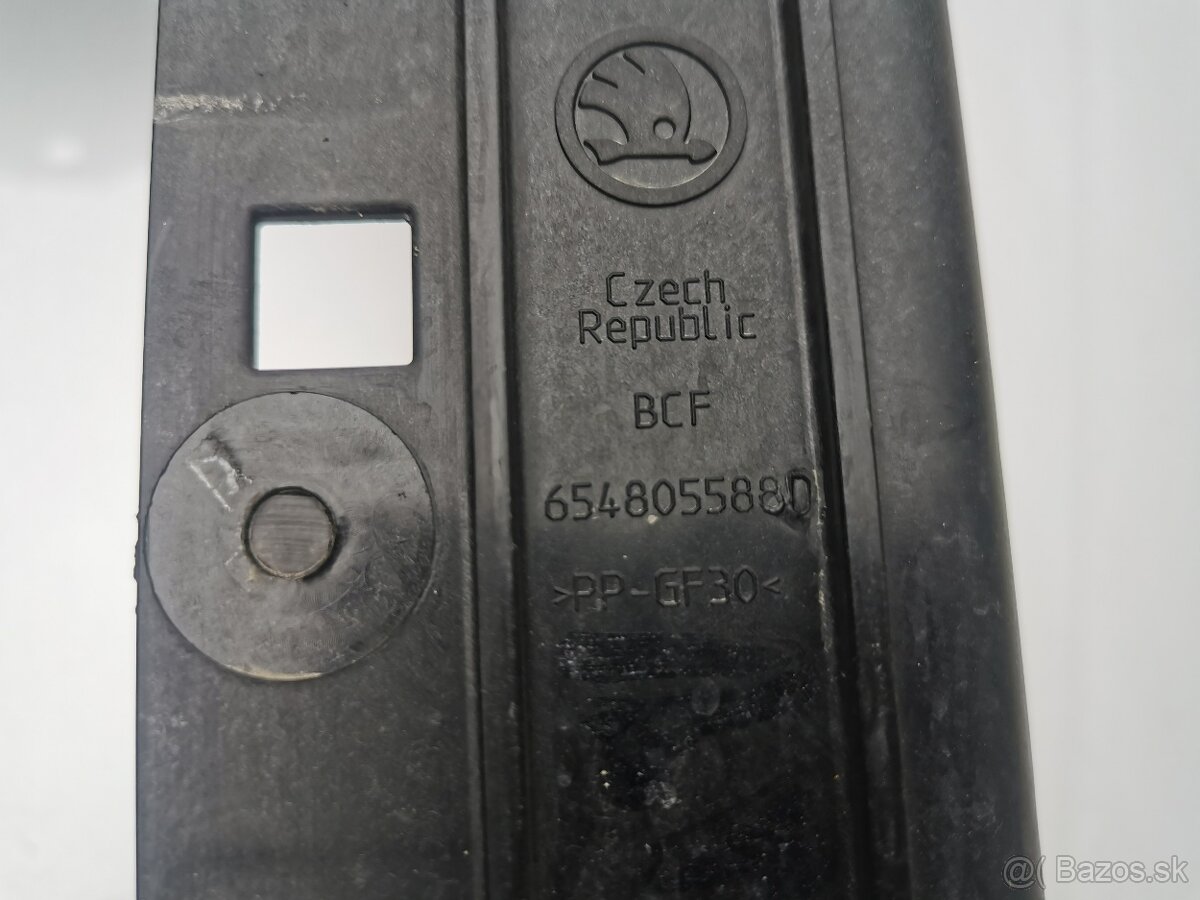 Czech
Republic
BCF
654805588D
>PP-GF30<
@( Bazos.sk